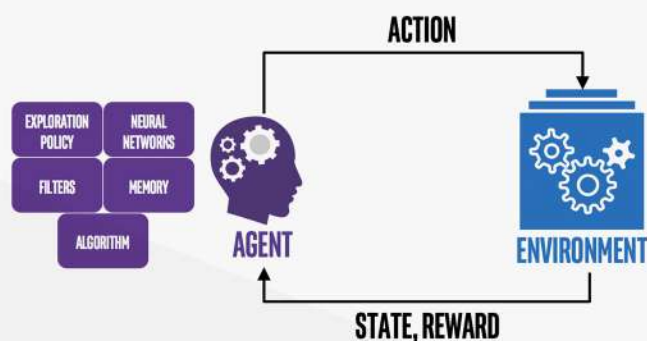 ACTION
EXPLORATION
POLICY
NEURAL
NETWORKS
FILTERS
MEMORY
ALGORITHM
AGENT
ENVIRONMENT
STATE, REWARD